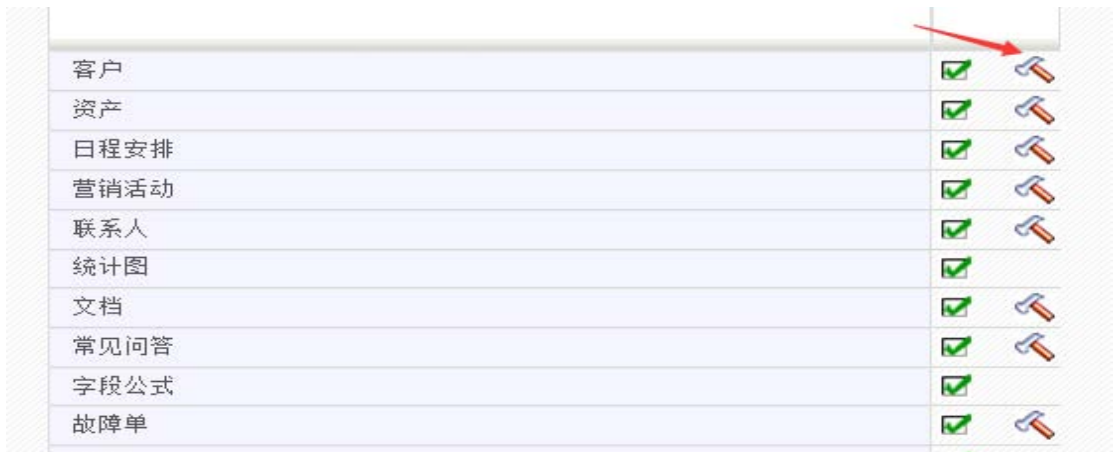 客户
资产
日程安排
营销活动
联系人
统计图
文档
常见问答
字段公式
故障单